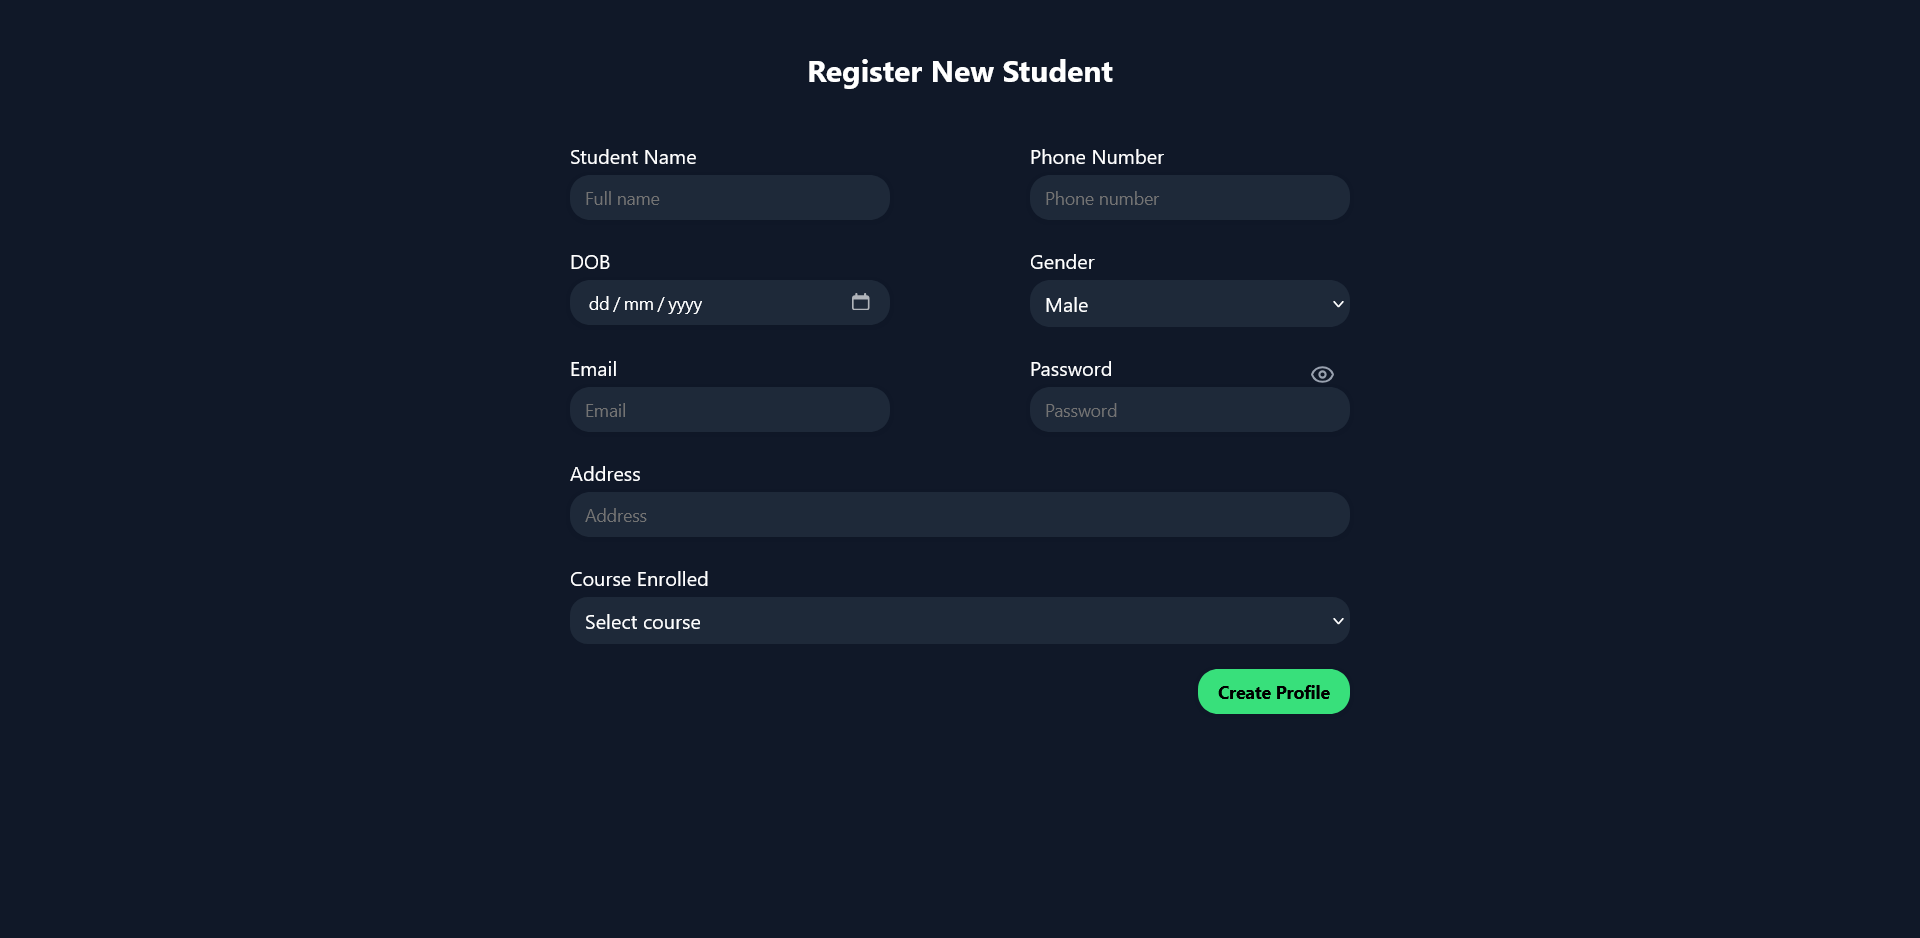 Register New Student
Student Name
Phone Number
Full name
Phone number
DOB
Gender
dd / mm / yyyy
Male
Email
Password
Email
Password
Address
Address
Course Enrolled
Select course
Create Profile